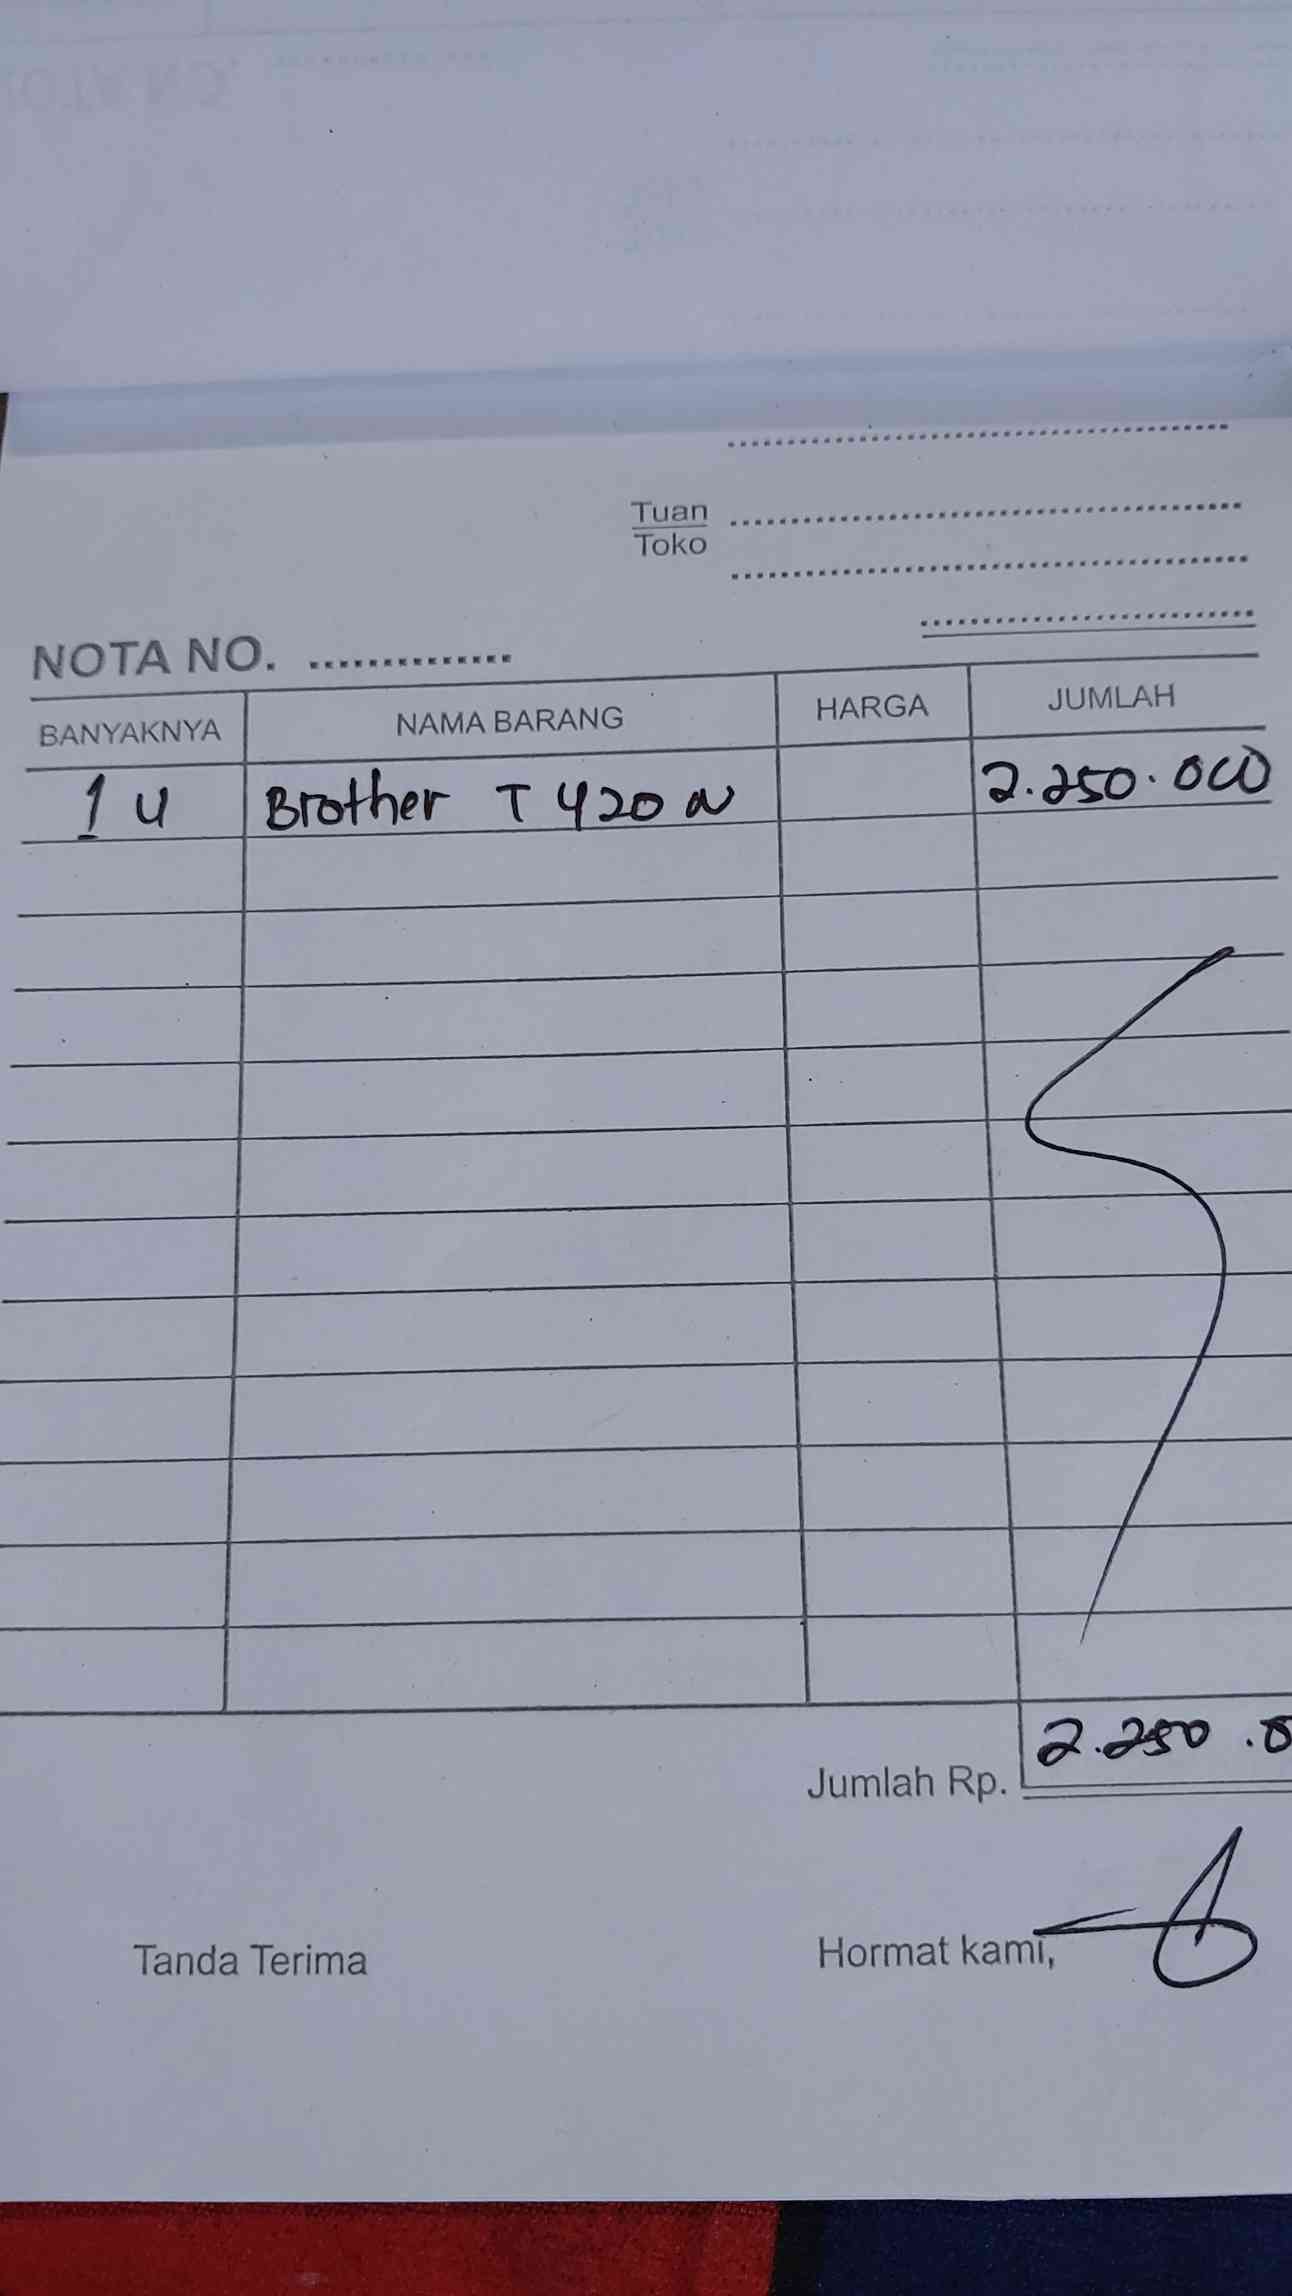 Tuan
Toko
NOTA NO. ..............
BANYAKNYA NAMA BARANG HARGA JUMLAH
1 u Brother T 420 W 2.250.000
2.250.0
Jumlah Rp.
Tanda Terima Hormat kami,